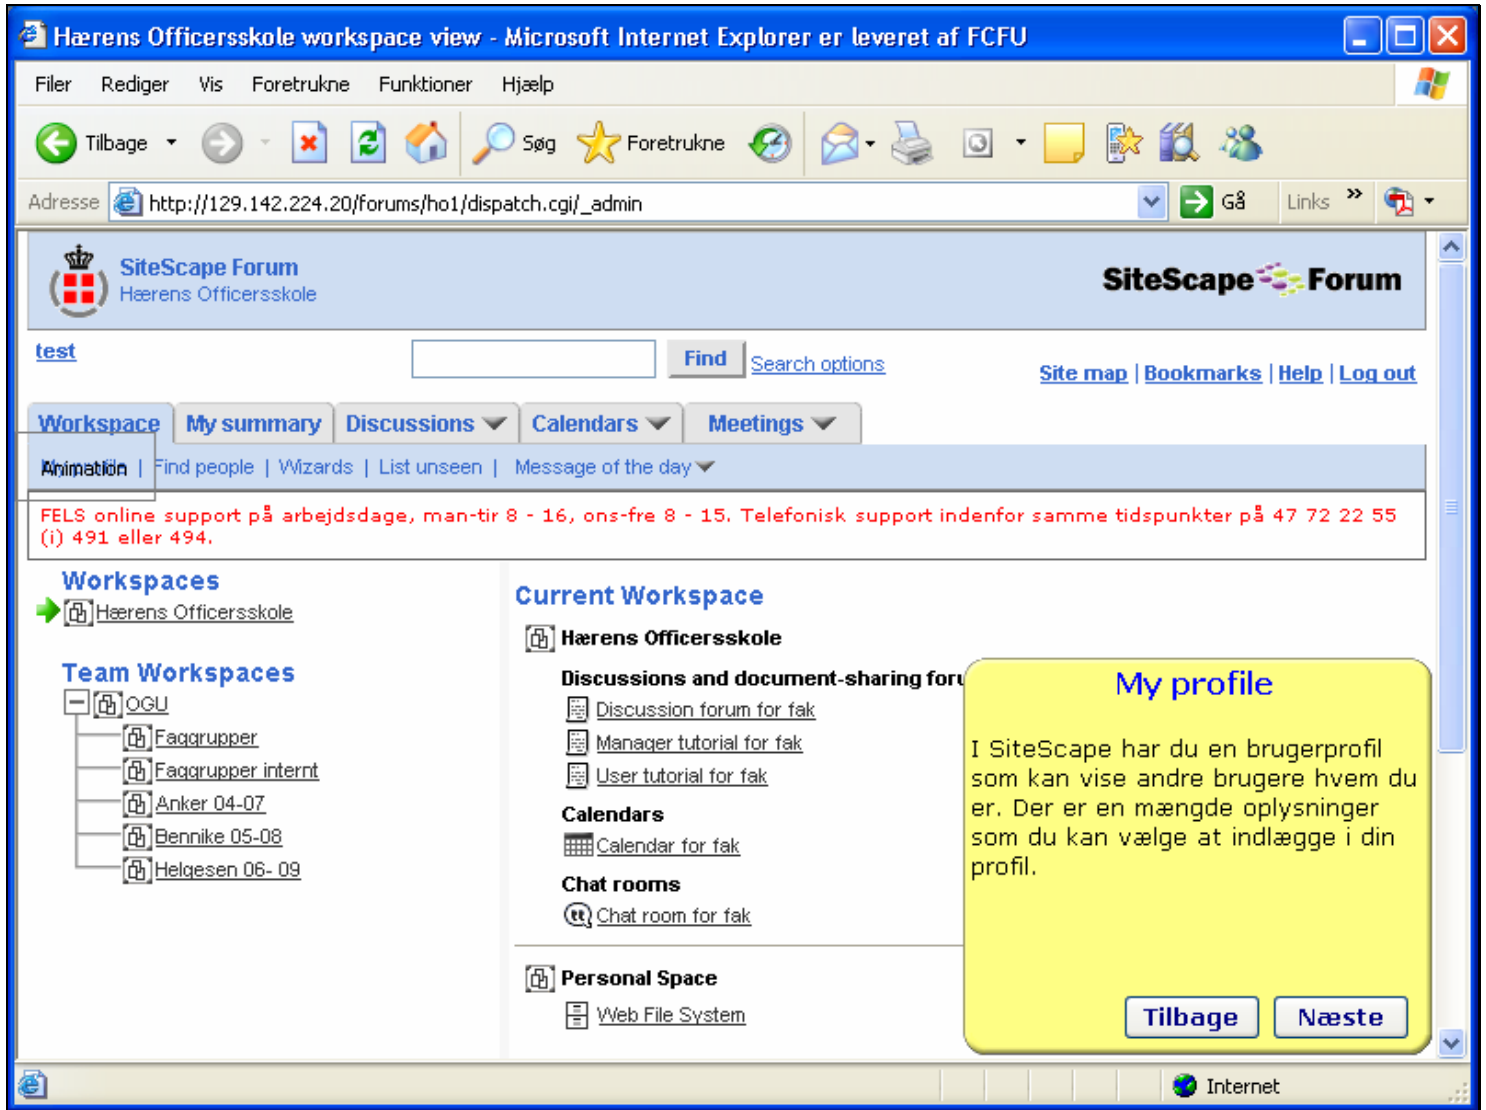 Hærens Officersskole workspace view - Microsoft Internet Explorer er leveret af FCFU
Filer Rediger Vis Foretrukne Funktioner Hjælp
Tilbage Søg Foretrukne
Adresse http://129.142.224.20/forums/ho1/dispatch.cgi/_admin Gå Links »
SiteScape Forum
Hærens Officersskole
SiteScape Forum
test
Find Search options
Site map | Bookmarks | Help | Log out
Workspace My summary Discussions Calendars Meetings
Animation | Find people | Wizards | List unseen | Message of the day
FELS online support på arbejdsdage, man-tir 8 - 16, ons-fre 8 - 15. Telefonisk support indenfor samme tidspunkter på 47 72 22 55
(i) 491 eller 494.
Workspaces
Hærens Officersskole
Team Workspaces
OGU
Faggrupper
Faggrupper internt
Anker 04-07
Bennike 05-08
Helgesen 06- 09
Current Workspace
Hærens Officersskole
Discussions and document-sharing foru
Discussion forum for fak
Manager tutorial for fak
User tutorial for fak
Calendars
Calendar for fak
Chat rooms
Chat room for fak
Personal Space
Web File System
My profile
I SiteScape har du en brugerprofil
som kan vise andre brugere hvem du
er. Der er en mængde oplysninger
som du kan vælge at indlægge i din
profil.
Tilbage Næste
Internet